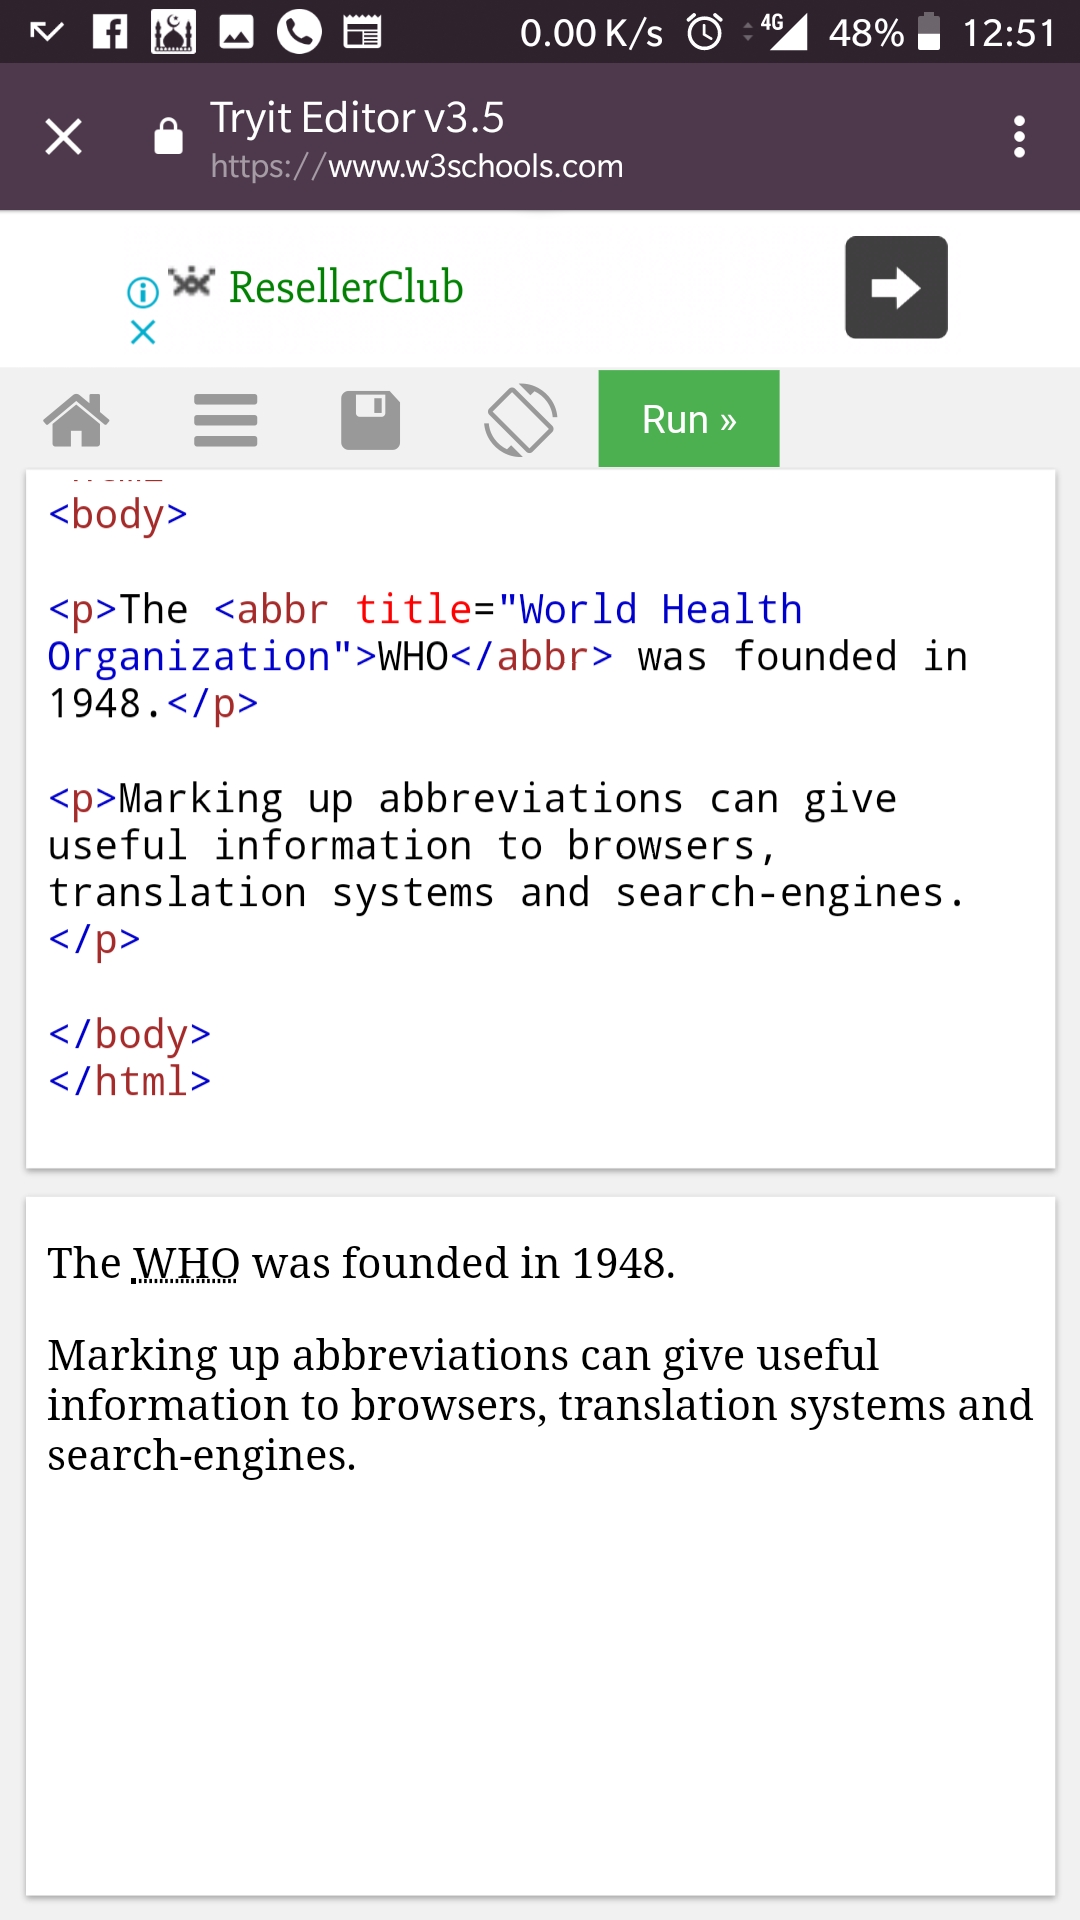 0.00 K/s 4G 48% 12:51
Tryit Editor v3.5
https://www.w3schools.com
ResellerClub
Run »
<body>
<p>The <abbr title="World Health
Organization">WHO</abbr> was founded in
1948.</p>
<p>Marking up abbreviations can give
useful information to browsers,
translation systems and search-engines.
</p>
</body>
</html>
The WHO was founded in 1948.
Marking up abbreviations can give useful
information to browsers, translation systems and
search-engines.